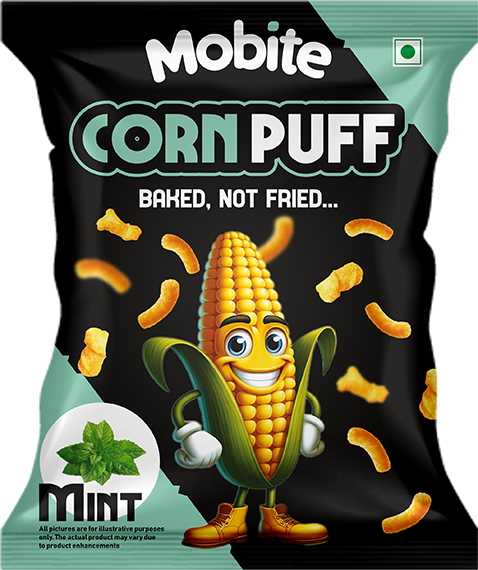 Mobite
CORN PUFF
BAKED, NOT FRIED...
MINT
All pictures are for illustrative purposes
only. The actual product may vary due
to product enhancements